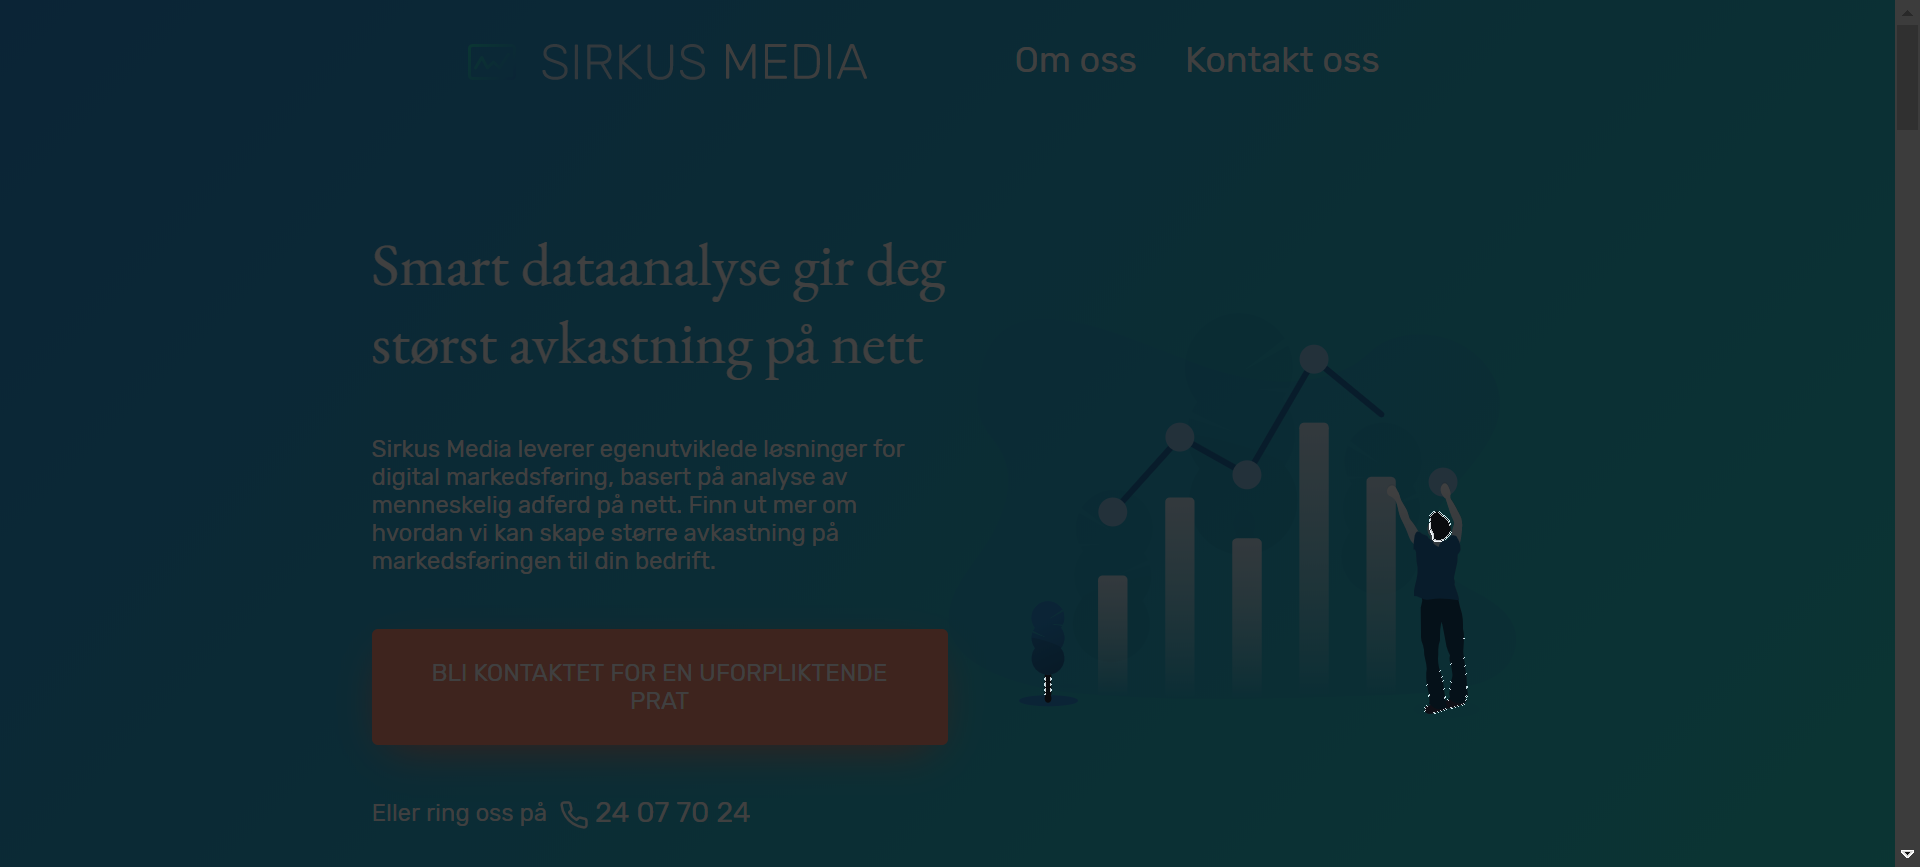 SIRKUS MEDIA
Om oss
Kontakt oss
Smart dataanalyse gir deg
størst avkastning på nett
Sirkus Media leverer egenutviklede løsninger for
digital markedsføring, basert på analyse av
menneskelig adferd på nett. Finn ut mer om
hvordan vi kan skape større avkastning på
markedsføringen til din bedrift.
BLI KONTAKTET FOR EN UFORPLIKTENDE
PRAT
Eller ring oss på 24 07 70 24